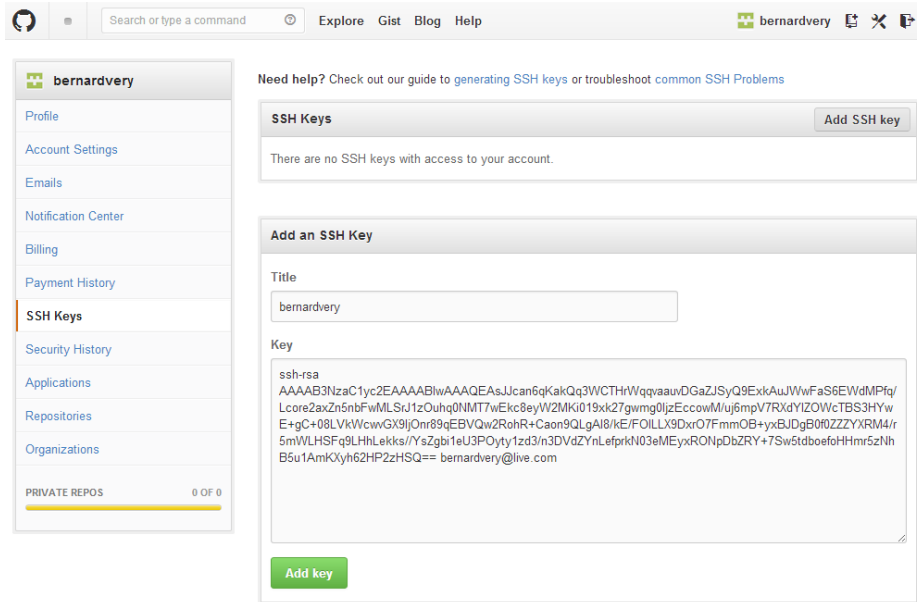 Search or type a command
Explore Gist Blog Help
bernardvery
bernardvery
Profile
Account Settings
Emails
Notification Center
Billing
Payment History
SSH Keys
Security History
Applications
Repositories
Organizations
PRIVATE REPOS 0 OF 0
Need help? Check out our guide to generating SSH keys or troubleshoot common SSH Problems
SSH Keys
Add SSH key
There are no SSH keys with access to your account.
Add an SSH Key
Title
bernardvery
Key
ssh-rsa
AAAAB3NzaC1yc2EAAAABIwAAAQEAsJJcan6qKakQq3WCTHrWqqvaauvDGaZJSyQ9ExkAuJWwFaS6EWdMPfq/
Lcore2axZn5nbFwMLSrJ1zOuhq0NMT7wEkc8eyW2MKi019xk27gwmg0ljzEccowM/uj6mpV7RXdYlZOWcTBS3HYw
E+gC+08LVkWcwvGX9ljOnr89qEBVQw2RohR+Caon9QLgAl8/kE/FOlLLX9DxrO7FmmOB+yxBJDgB0f0ZZZYXRM4/r
5mWLHSFq9LHhLekks//YsZgbi1eU3POyty1zd3/n3DVdZYnLefprkN03eMEyxRONpDbZRY+7Sw5tdboefoHHmr5zNh
B5u1AmKXyh62HP2zHSQ== bernardvery@live.com
Add key